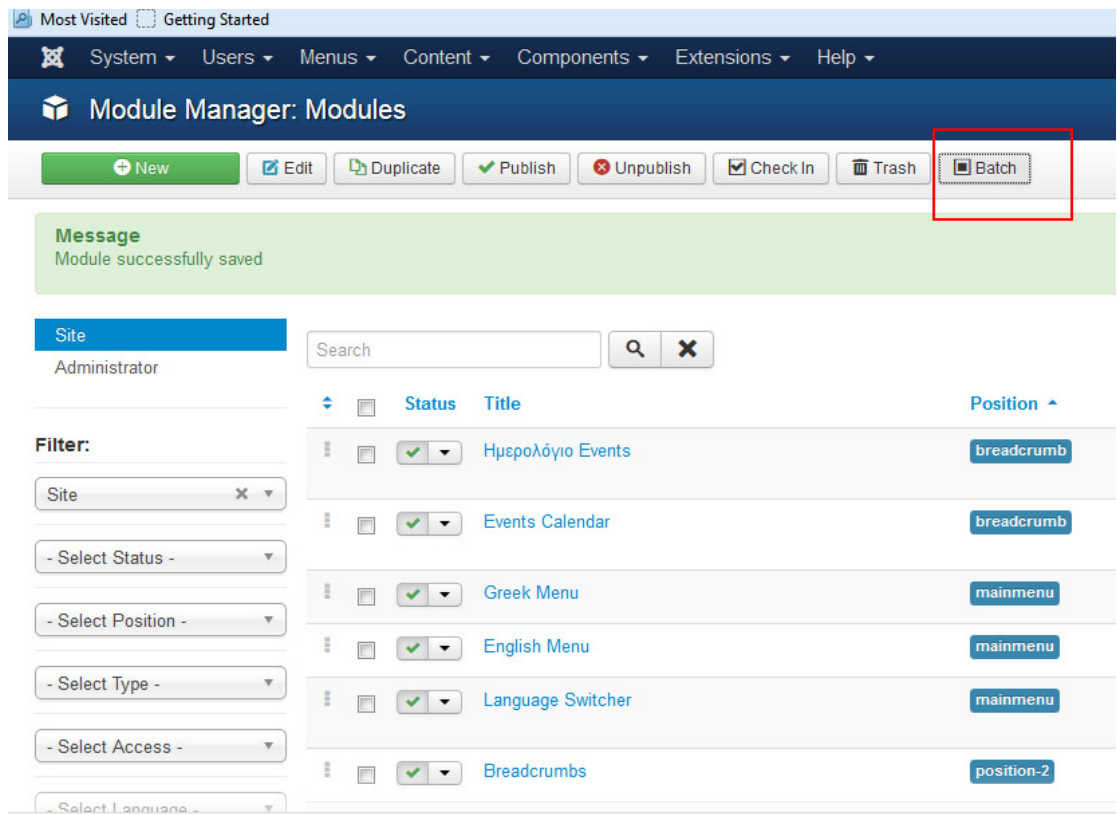 Most Visited Getting Started
System Users Menus Content Components Extensions Help
Module Manager: Modules
New Edit Duplicate Publish Unpublish Check In Trash Batch
Message
Module successfully saved
Site
Administrator
Search
Status Title Position
Filter:
Ημερολόγιο Events breadcrumb
Site
Events Calendar breadcrumb
- Select Status -
Greek Menu mainmenu
- Select Position -
English Menu mainmenu
- Select Type -
Language Switcher mainmenu
- Select Access -
Breadcrumbs position-2
- Select Language -